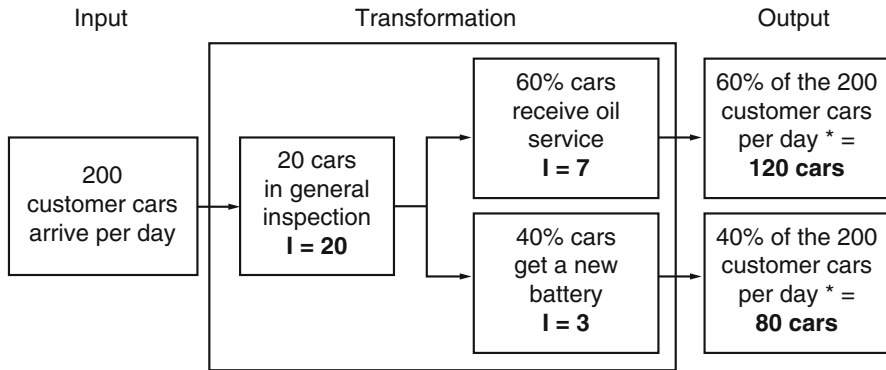 Input
Transformation
Output
200
customer cars
arrive per day
20 cars
in general
inspection
I = 20
60% cars
receive oil
service
I = 7
60% of the 200
customer cars
per day * =
120 cars
40% cars
get a new
battery
I = 3
40% of the 200
customer cars
per day * =
80 cars